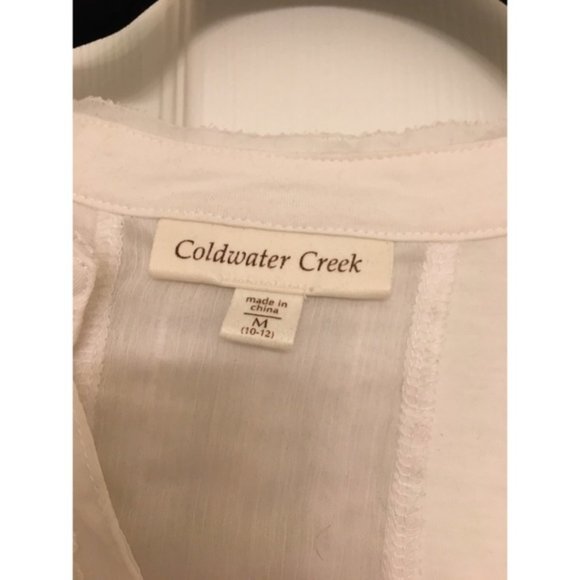 Coldwater Creek
made in
china
M
(10-12)